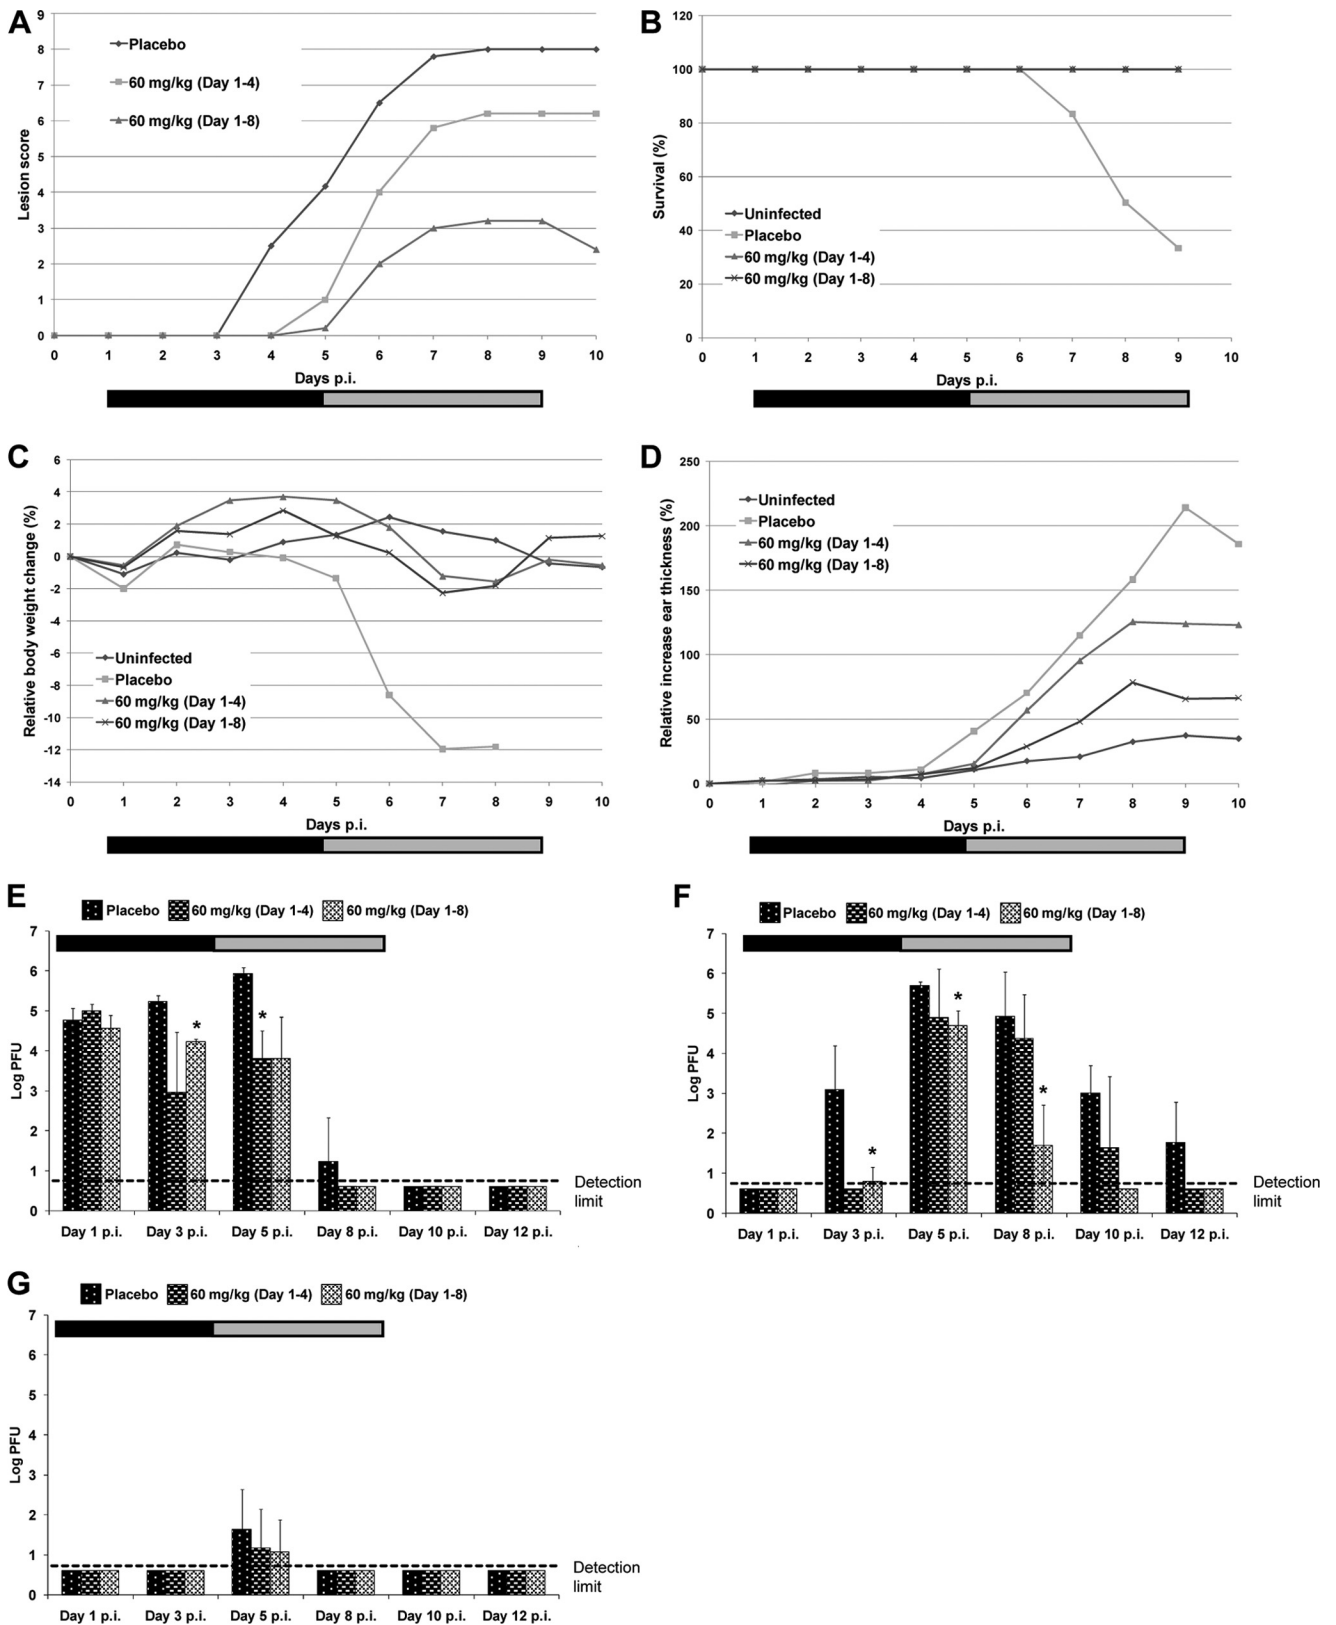 A
Placebo
60 mg/kg (Day 1-4)
60 mg/kg (Day 1-8)
Lesion score
9
8
7
6
5
4
3
2
1
0
0 1 2 3 4 5 6 7 8 9 10
Days p.i.
B
Uninfected
Placebo
60 mg/kg (Day 1-4)
60 mg/kg (Day 1-8)
Survival (%)
120
100
80
60
40
20
0
0 1 2 3 4 5 6 7 8 9 10
Days p.i.
C
Uninfected
Placebo
60 mg/kg (Day 1-4)
60 mg/kg (Day 1-8)
Relative body weight change (%)
6
4
2
0
-2
-4
-6
-8
-10
-12
-14
0 1 2 3 4 5 6 7 8 9 10
Days p.i.
D
Uninfected
Placebo
60 mg/kg (Day 1-4)
60 mg/kg (Day 1-8)
Relative increase ear thickness (%)
250
200
150
100
50
0
0 1 2 3 4 5 6 7 8 9 10
Days p.i.
E
Placebo 60 mg/kg (Day 1-4) 60 mg/kg (Day 1-8)
Log PFU
7
6
5
4
3
2
1
0
*
*
Detection
limit
Day 1 p.i. Day 3 p.i. Day 5 p.i. Day 8 p.i. Day 10 p.i. Day 12 p.i.
F
Placebo 60 mg/kg (Day 1-4) 60 mg/kg (Day 1-8)
Log PFU
7
6
5
4
3
2
1
0
*
*
*
Detection
limit
Day 1 p.i. Day 3 p.i. Day 5 p.i. Day 8 p.i. Day 10 p.i. Day 12 p.i.
G
Placebo 60 mg/kg (Day 1-4) 60 mg/kg (Day 1-8)
Log PFU
7
6
5
4
3
2
1
0
Detection
limit
Day 1 p.i. Day 3 p.i. Day 5 p.i. Day 8 p.i. Day 10 p.i. Day 12 p.i.